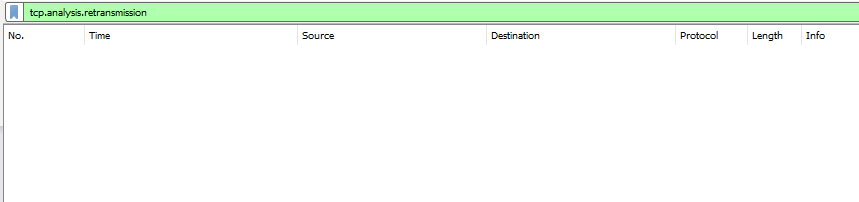 tcp.analysis.retransmission
No. Time Source Destination Protocol Length Info